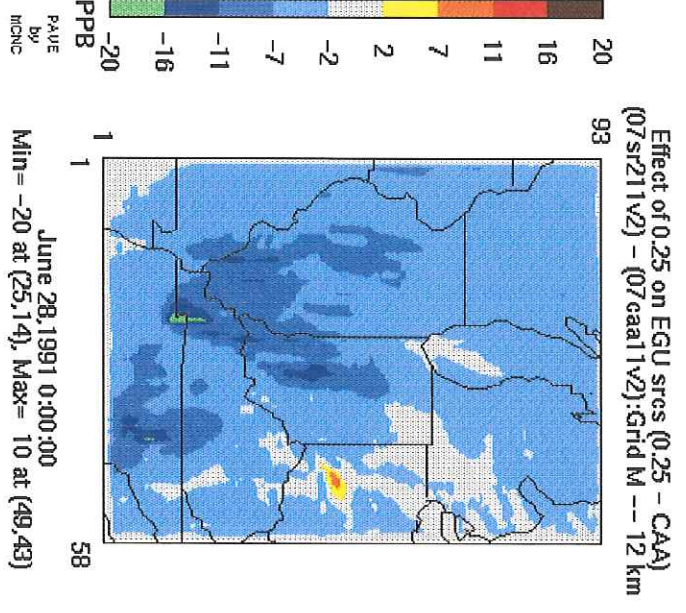 Effect of 0.25 on EGU srcs (0.25 - CAA)
(07sr211v2) - (07caa11v2):Grid M --- 12 km
20
16
11
7
2
-2
-7
-11
-16
-20
PPB
PAVE
by
MCNC
93
1
1
58
June 28,1991 0:00:00
Min= -20 at (25,14), Max= 10 at (49,43)